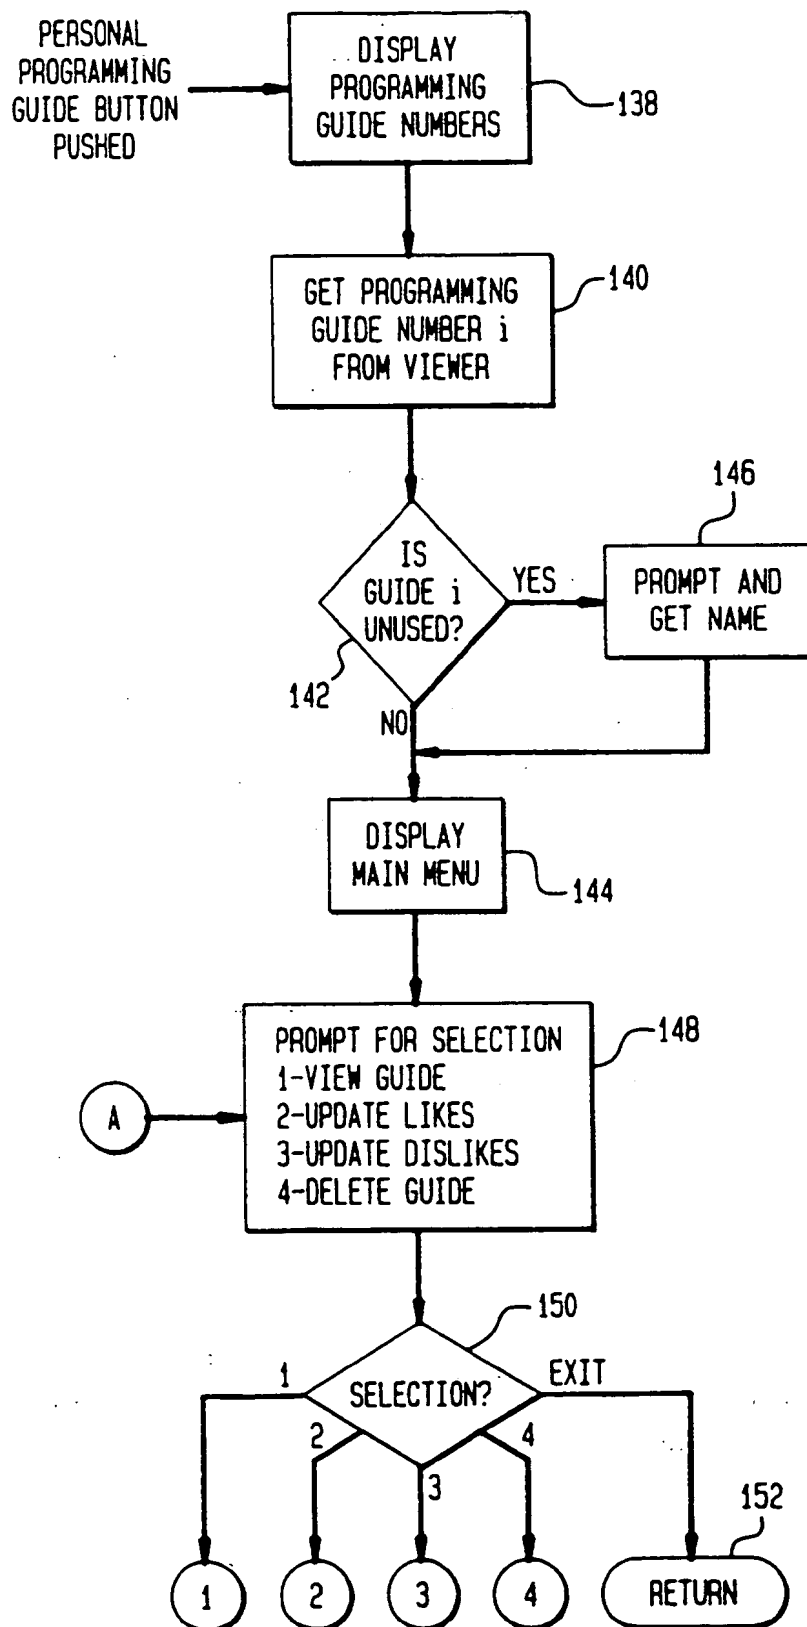 PERSONAL
PROGRAMMING
GUIDE BUTTON
PUSHED
DISPLAY
PROGRAMMING
GUIDE NUMBERS
138
GET PROGRAMMING
GUIDE NUMBER i
FROM VIEWER
140
IS
GUIDE i
UNUSED?
142
YES
NO
146
PROMPT AND
GET NAME
DISPLAY
MAIN MENU
144
A
PROMPT FOR SELECTION
1-VIEW GUIDE
2-UPDATE LIKES
3-UPDATE DISLIKES
4-DELETE GUIDE
148
150
SELECTION?
1
2
3
4
EXIT
152
1
2
3
4
RETURN